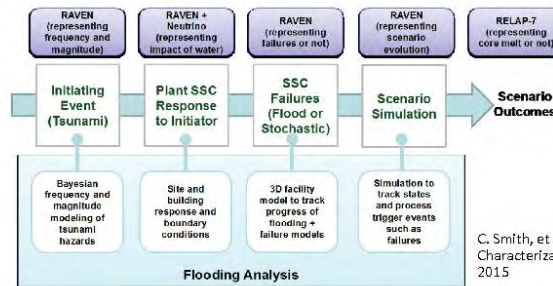 RAVEN
(representing
frequency and
magnitude)
RAVEN +
Neutrino
(representing
impact of water)
RAVEN
(representing
failures or not)
RAVEN
(representing
scenario
evolution)
RELAP-7
(representing
core melt or not)
Initiating
Event
(Tsunami)
Plant SSC
Response
to Initiator
SSC
Failures
(Flood or
Stochastic)
Scenario
Simulation
Scenario
Outcomes
Bayesian
frequency and
magnitude
modeling of
tsunami
hazards
Site and
building
response and
boundary
conditions
3D facility
model to track
progress of
flooding +
failure models
Simulation to
track states
and process
trigger events
such as
failures
Flooding Analysis
C. Smith, et
Characteriza
2015